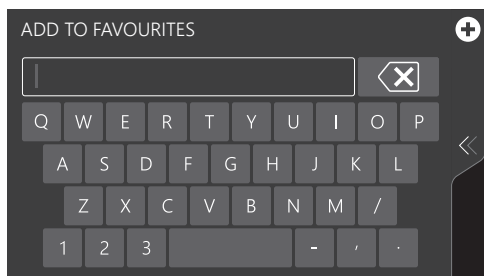 ADD TO FAVOURITES
Q W E R T Y U I O P
A S D F G H J K L
Z X C V B N M /
1 2 3 - , .